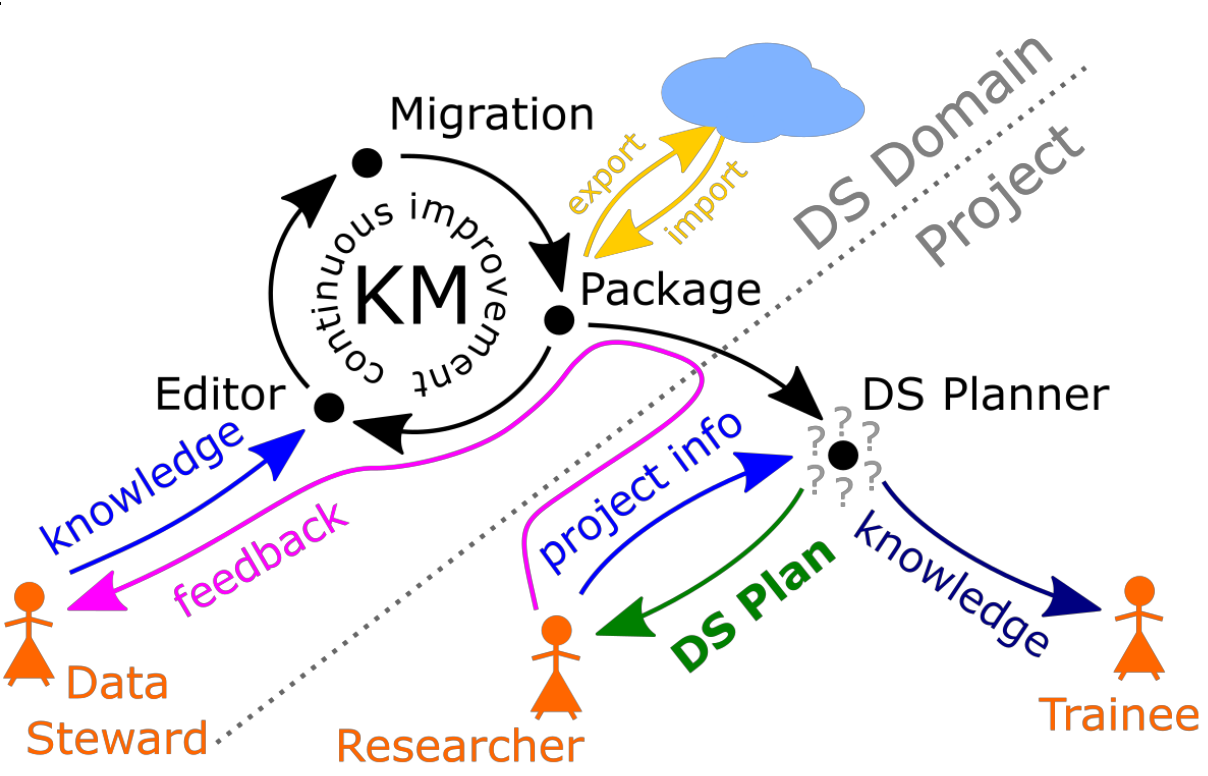 Migration
export
import
DS Domain
Project
continuous improvement
KM
Package
Editor
DS Planner
? ? ? ? ? ?
knowledge
feedback
project info
DS Plan
knowledge
Data
Steward
Researcher
Trainee